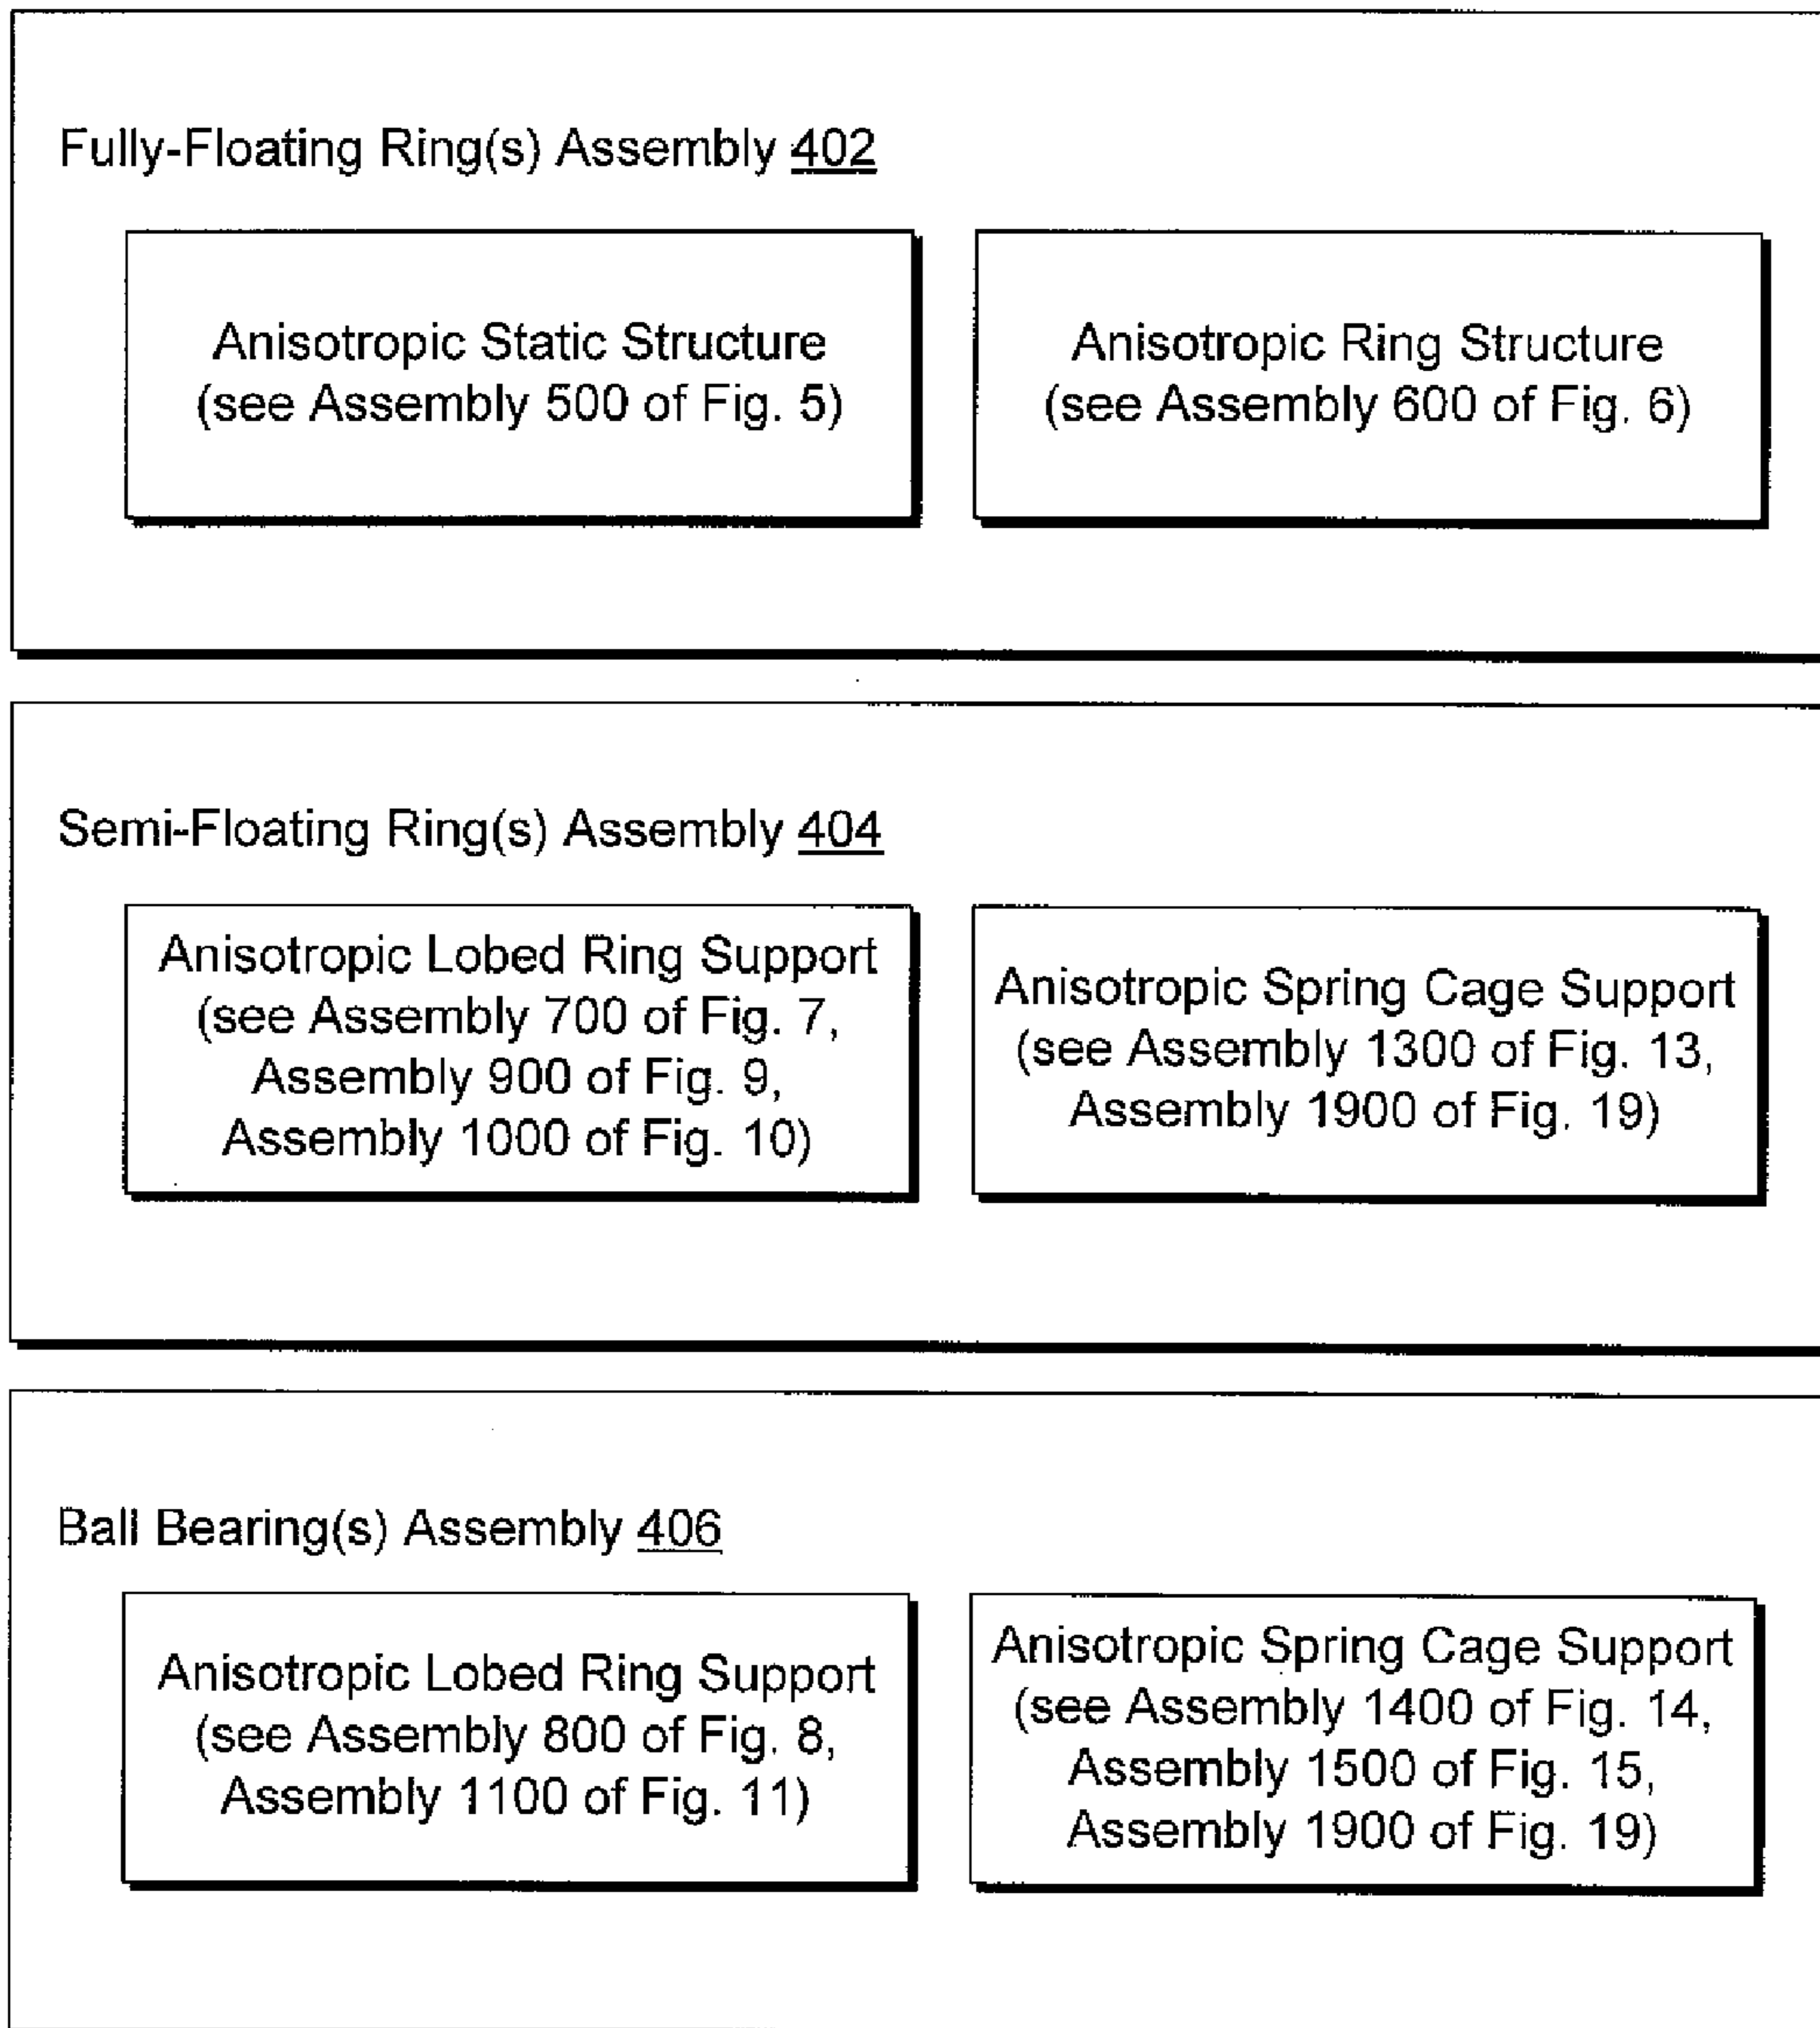 Fully-Floating Ring(s) Assembly 402
Anisotropic Static Structure
(see Assembly 500 of Fig. 5)
Anisotropic Ring Structure
(see Assembly 600 of Fig. 6)
Semi-Floating Ring(s) Assembly 404
Anisotropic Lobed Ring Support
(see Assembly 700 of Fig. 7,
Assembly 900 of Fig. 9,
Assembly 1000 of Fig. 10)
Anisotropic Spring Cage Support
(see Assembly 1300 of Fig. 13,
Assembly 1900 of Fig. 19)
Ball Bearing(s) Assembly 406
Anisotropic Lobed Ring Support
(see Assembly 800 of Fig. 8,
Assembly 1100 of Fig. 11)
Anisotropic Spring Cage Support
(see Assembly 1400 of Fig. 14,
Assembly 1500 of Fig. 15,
Assembly 1900 of Fig. 19)